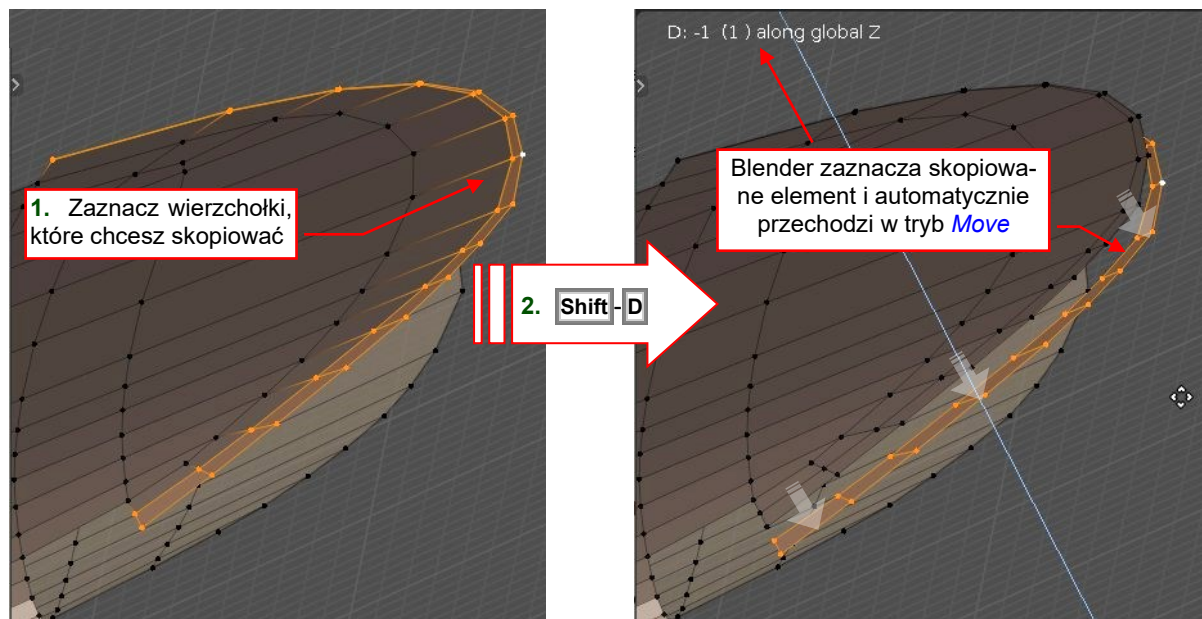 1. Zaznacz wierzchołki,
które chcesz skopiować
2. Shift-D
D: -1 (1 ) along global Z
Blender zaznacza skopiowa-
ne element i automatycznie
przechodzi w tryb Move